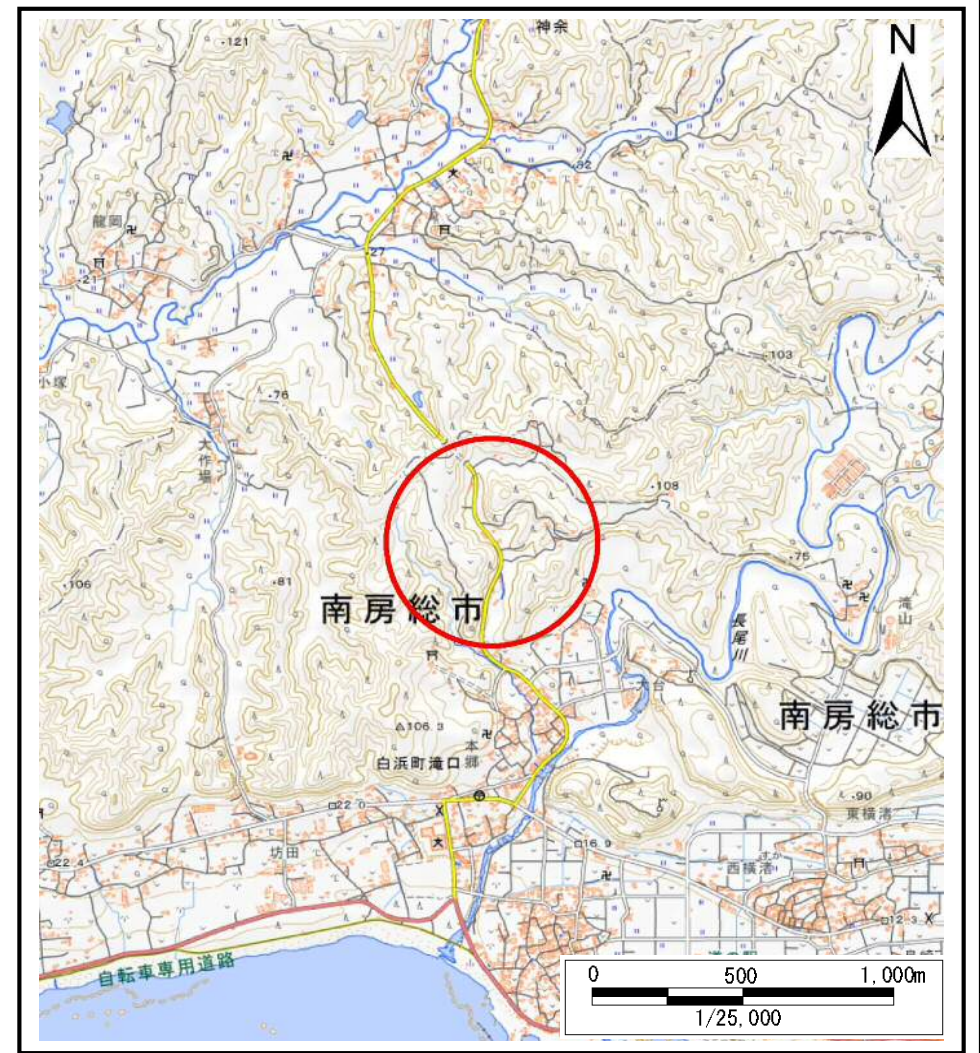 神余
N
121
32
龍岡
27
21
103
小塚
76
大作場
108
75
106
81
南房総市
滝山
長尾川
大台
南房総市
106.3
本郷
白浜町滝口
90
22.0
東横渚
16.9
坊田
22.4
西横渚
すか
12.3
自転車専用道路
0 500 1,000m
1/25,000